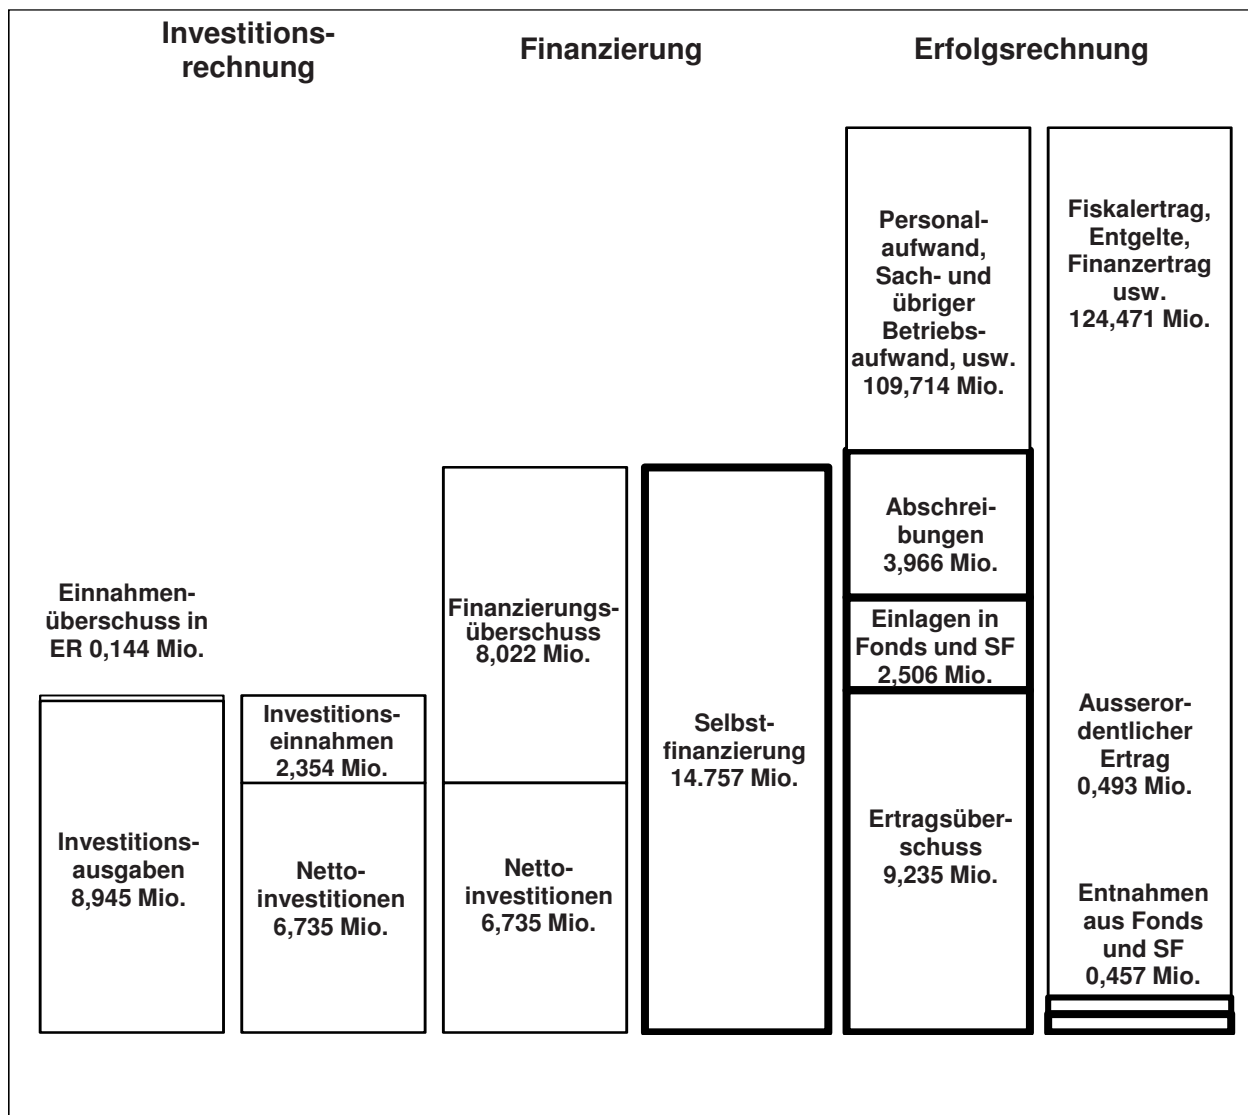 Investitions-
rechnung
Finanzierung
Erfolgsrechnung
Einnahmen-
überschuss in
ER 0,144 Mio.
Investitions-
ausgaben
8,945 Mio.
Investitions-
einnahmen
2,354 Mio.
Netto-
investitionen
6,735 Mio.
Finanzierungs-
überschuss
8,022 Mio.
Netto-
investitionen
6,735 Mio.
Selbst-
finanzierung
14.757 Mio.
Personal-
aufwand,
Sach- und
übriger
Betriebs-
aufwand, usw.
109,714 Mio.
Abschrei-
bungen
3,966 Mio.
Einlagen in
Fonds und SF
2,506 Mio.
Ertragsüber-
schuss
9,235 Mio.
Fiskalertrag,
Entgelte,
Finanzertrag
usw.
124,471 Mio.
Ausseror-
dentlicher
Ertrag
0,493 Mio.
Entnahmen
aus Fonds
und SF
0,457 Mio.